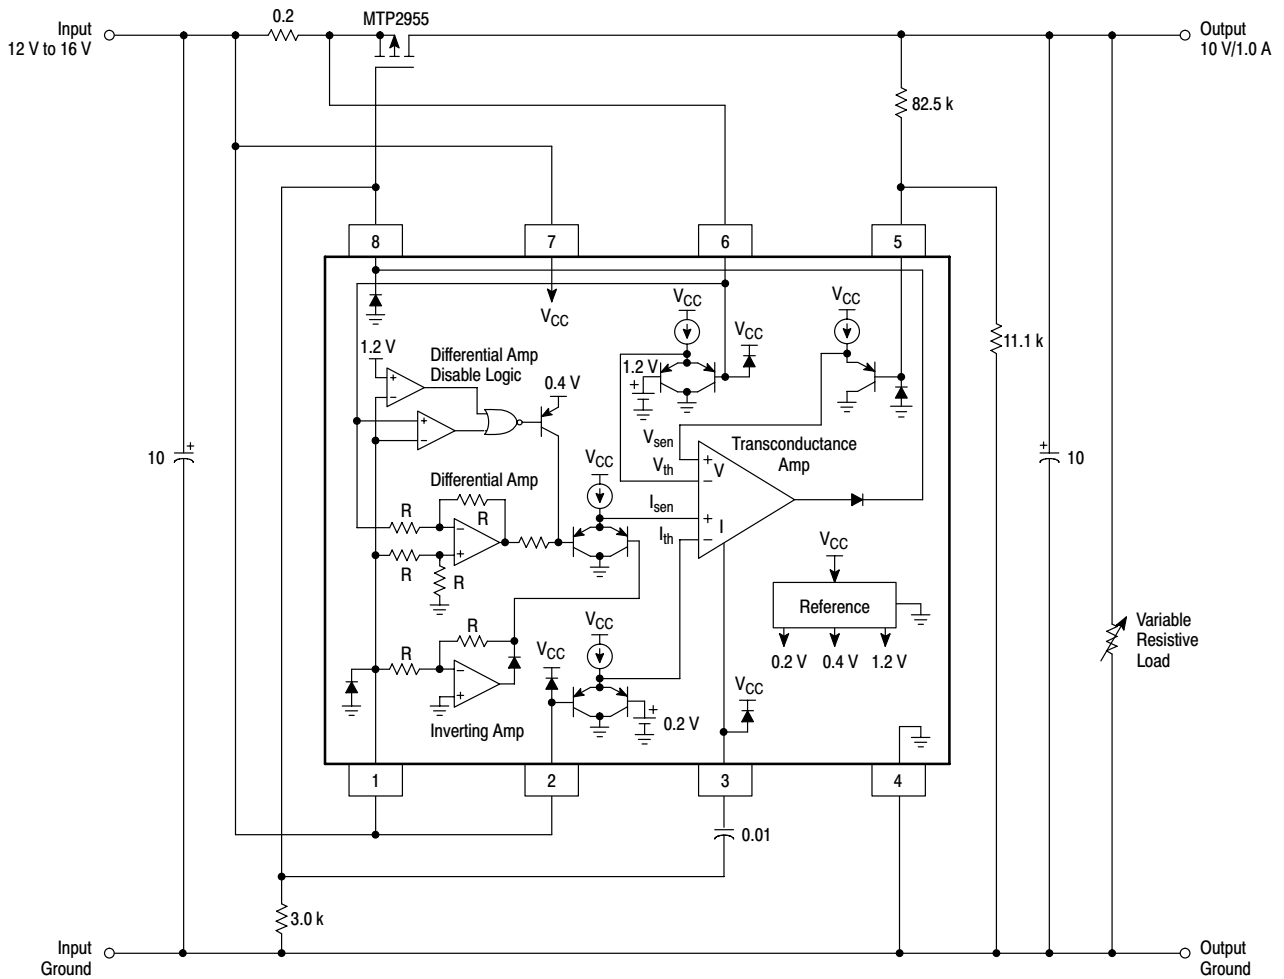 Input
12 V to 16 V
0.2
MTP2955
Output
10 V/1.0 A
82.5 k
8
7
6
5
VCC
1.2 V
Differential Amp
Disable Logic
0.4 V
VCC
VCC
1.2 V
VCC
11.1 k
10
Vsen
Vth
Isen
Ith
V
I
Transconductance
Amp
10
Differential Amp
VCC
R
R
R
R
VCC
Reference
0.2 V
0.4 V
1.2 V
Variable
Resistive
Load
R
R
VCC
VCC
0.2 V
VCC
Inverting Amp
1
2
3
4
0.01
3.0 k
Input
Ground
Output
Ground